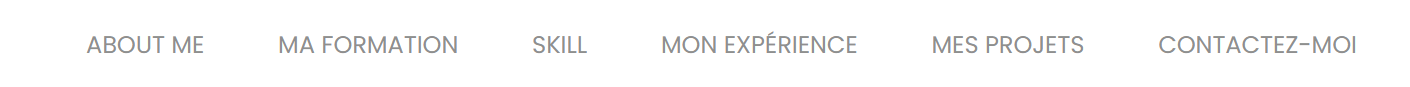 ABOUT ME MA FORMATION SKILL MON EXPÉRIENCE MES PROJETS CONTACTEZ-MOI